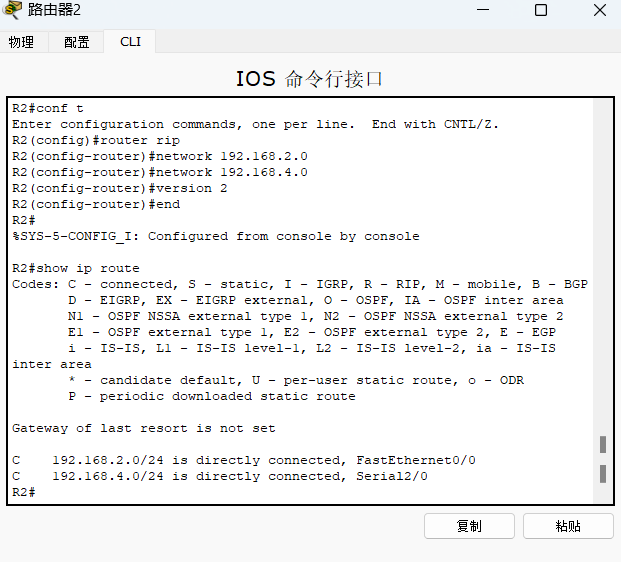 路由器2
物理 配置 CLI
IOS 命令行接口
R2#conf t
Enter configuration commands, one per line.  End with CNTL/Z.
R2(config)#router rip
R2(config-router)#network 192.168.2.0
R2(config-router)#network 192.168.4.0
R2(config-router)#version 2
R2(config-router)#end
R2#
%SYS-5-CONFIG_I: Configured from console by console
R2#show ip route
Codes: C - connected, S - static, I - IGRP, R - RIP, M - mobile, B - BGP
       D - EIGRP, EX - EIGRP external, O - OSPF, IA - OSPF inter area
       N1 - OSPF NSSA external type 1, N2 - OSPF NSSA external type 2
       E1 - OSPF external type 1, E2 - OSPF external type 2, E - EGP
       i - IS-IS, L1 - IS-IS level-1, L2 - IS-IS level-2, ia - IS-IS
inter area
       * - candidate default, U - per-user static route, o - ODR
       P - periodic downloaded static route
Gateway of last resort is not set
C    192.168.2.0/24 is directly connected, FastEthernet0/0
C    192.168.4.0/24 is directly connected, Serial2/0
R2#
复制 粘贴